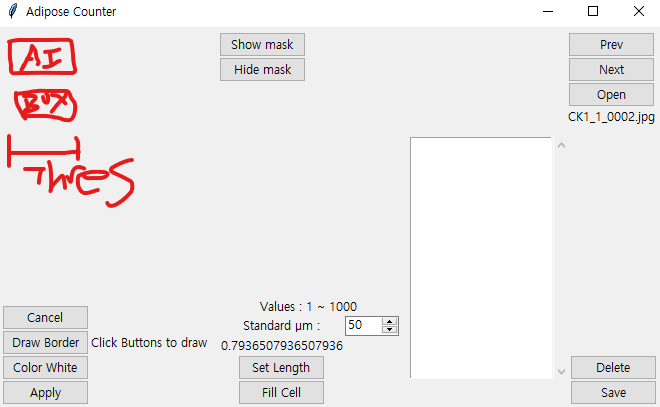 Adipose Counter
AI
BOX
Thres
Show mask
Hide mask
Prev
Next
Open
CK1_1_0002.jpg
Values : 1 ~ 1000
Standard μm :
50
0.7936507936507936
Cancel
Draw Border
Click Buttons to draw
Color White
Apply
Set Length
Fill Cell
Delete
Save